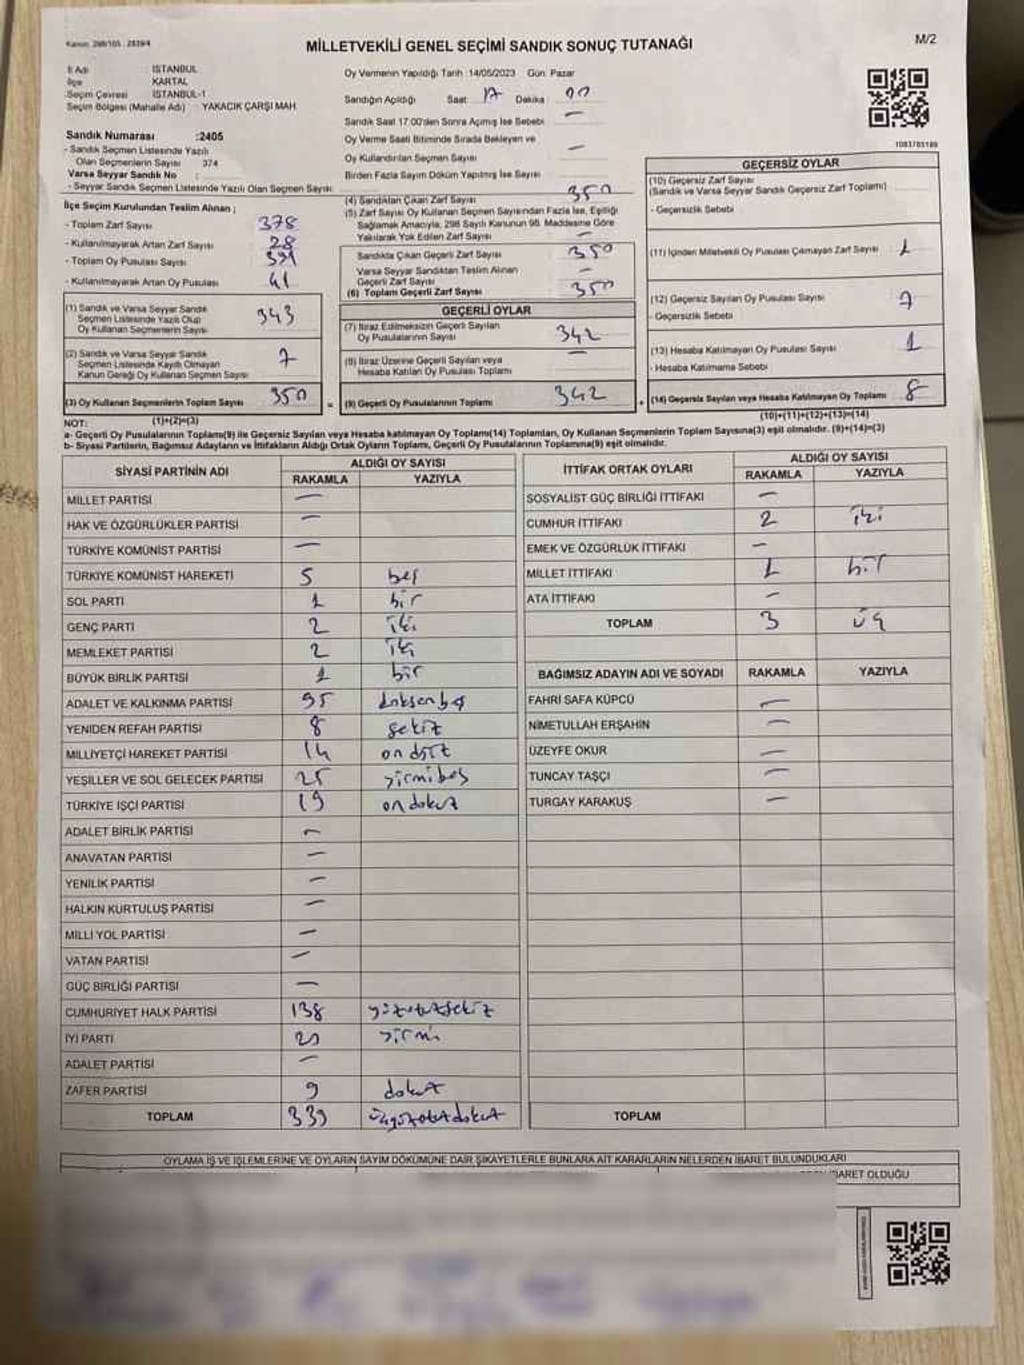 Kanun: 298/105 - 2839/4
MİLLETVEKİLİ GENEL SEÇİMİ SANDIK SONUÇ TUTANAĞI
M/2
İl Adı : İSTANBUL
İlçe : KARTAL
Seçim Çevresi : İSTANBUL-1
Seçim Bölgesi (Mahalle Adı) : YAKACIK ÇARŞI MAH
Sandık Numarası :2405
- Sandık Seçmen Listesinde Yazılı
Olan Seçmenlerin Sayısı : 374
Varsa Seyyar Sandık No :
- Seyyar Sandık Seçmen Listesinde Yazılı Olan Seçmen Sayısı :
Oy Vermenin Yapıldığı Tarih :14/05/2023 Gün: Pazar
Sandığın Açıldığı Saat : 17 Dakika : 00
Sandık Saat 17:00'den Sonra Açılmış İse Sebebi : —
Oy Verme Saati Bitiminde Sırada Bekleyen ve
Oy Kullandırılan Seçmen Sayısı : —
Birden Fazla Sayım Döküm Yapılmış İse Sayısı :
1083785189
İlçe Seçim Kurulundan Teslim Alınan ;
- Toplam Zarf Sayısı : 378
- Kullanılmayarak Artan Zarf Sayısı : 28
- Toplam Oy Pusulası Sayısı : 391
- Kullanılmayarak Artan Oy Pusulası : 41
(1) Sandık ve Varsa Seyyar Sandık
Seçmen Listesinde Yazılı Olup
Oy Kullanan Seçmenlerin Sayısı : 343
(2) Sandık ve Varsa Seyyar Sandık
Seçmen Listesinde Kayıtlı Olmayan
Kanun Gereği Oy Kullanan Seçmen Sayısı : 7
(3) Oy Kullanan Seçmenlerin Toplam Sayısı : 350
(1)+(2)=(3)
(4) Sandıktan Çıkan Zarf Sayısı : 350
(5) Zarf Sayısı Oy Kullanan Seçmen Sayısından Fazla İse, Eşitliği
Sağlamak Amacıyla, 298 Sayılı Kanunun 98. Maddesine Göre
Yakılarak Yok Edilen Zarf Sayısı : —
Sandıkta Çıkan Geçerli Zarf Sayısı : 350
Varsa Seyyar Sandıktan Teslim Alınan
Geçerli Zarf Sayısı : —
(6) Toplam Geçerli Zarf Sayısı : 350
GEÇERLİ OYLAR
(7) İtiraz Edilmeksizin Geçerli Sayılan
Oy Pusulasının Sayısı : 342
(8) İtiraz Üzerine Geçerli Sayılan veya
Hesaba Katılan Oy Pusulası Toplamı : —
(9) Geçerli Oy Pusulalarının Toplamı : 342
GEÇERSİZ OYLAR
(10) Geçersiz Zarf Sayısı
(Sandık ve Varsa Seyyar Sandık Geçersiz Zarf Toplamı) :
- Geçersizlik Sebebi
(11) İçinden Milletvekili Oy Pusulası Çıkmayan Zarf Sayısı : 1
(12) Geçersiz Sayılan Oy Pusulası Sayısı : 7
- Geçersizlik Sebebi
(13) Hesaba Katılmayan Oy Pusulası Sayısı : 1
- Hesaba Katılmama Sebebi
(14) Geçersiz Sayılan veya Hesaba Katılmayan Oy Toplamı : 8
(10)+(11)+(12)+(13)=(14)
NOT:
a- Geçerli Oy Pusulalarının Toplamı(9) ile Geçersiz Sayılan veya Hesaba katılmayan Oy Toplamı(14) Toplamları, Oy Kullanan Seçmenlerin Toplam Sayısına(3) eşit olmalıdır. (9)+(14)=(3)
b- Siyasi Partilerin, Bağımsız Adayların ve İttifakların Aldığı Ortak Oyların Toplamı, Geçerli Oy Pusulalarının Toplamına(9) eşit olmalıdır.
SİYASİ PARTİNİN ADI ALDIĞI OY SAYISI
RAKAMLA YAZIYLA
MİLLET PARTİSİ —
HAK VE ÖZGÜRLÜKLER PARTİSİ —
TÜRKİYE KOMÜNİST PARTİSİ —
TÜRKİYE KOMÜNİST HAREKETİ 5 beş
SOL PARTİ 1 bir
GENÇ PARTİ 2 iki
MEMLEKET PARTİSİ 2 iki
BÜYÜK BİRLİK PARTİSİ 1 bir
ADALET VE KALKINMA PARTİSİ 95 doksan beş
YENİDEN REFAH PARTİSİ 8 sekiz
MİLLİYETÇİ HAREKET PARTİSİ 14 on dört
YEŞİLLER VE SOL GELECEK PARTİSİ 25 yirmi beş
TÜRKİYE İŞÇİ PARTİSİ 19 on dokuz
ADALET BİRLİK PARTİSİ —
ANAVATAN PARTİSİ —
YENİLİK PARTİSİ —
HALKIN KURTULUŞ PARTİSİ —
MİLLİ YOL PARTİSİ —
VATAN PARTİSİ —
GÜÇ BİRLİĞİ PARTİSİ —
CUMHURİYET HALK PARTİSİ 138 yüzotuzsekiz
İYİ PARTİ 20 yirmi
ADALET PARTİSİ —
ZAFER PARTİSİ 9 dokuz
TOPLAM 339 üçyüzotuzdokuz
İTTİFAK ORTAK OYLARI ALDIĞI OY SAYISI
RAKAMLA YAZIYLA
SOSYALİST GÜÇ BİRLİĞİ İTTİFAKI —
CUMHUR İTTİFAKI 2 iki
EMEK VE ÖZGÜRLÜK İTTİFAKI —
MİLLET İTTİFAKI 1 bir
ATA İTTİFAKI —
TOPLAM 3 üç
BAĞIMSIZ ADAYIN ADI VE SOYADI RAKAMLA YAZIYLA
FAHRİ SAFA KÜPCÜ —
NİMETULLAH ERŞAHİN —
ÜZEYFE OKUR —
TUNCAY TAŞÇI —
TURGAY KARAKUŞ —
TOPLAM
OYLAMA İŞ VE İŞLEMLERİNE VE OYLARIN SAYIM DÖKÜMÜNE DAİR ŞİKAYETLERLE BUNLARA AİT KARARLARIN NELERDEN İBARET BULUNDUKLARI
İBARET OLDUĞU